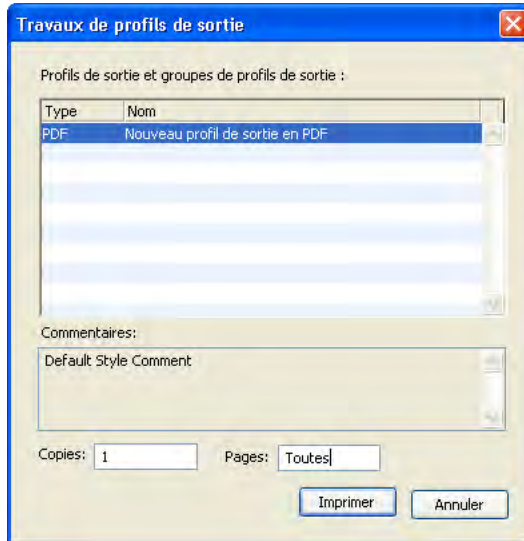 Travaux de profils de sortie
Profils de sortie et groupes de profils de sortie :
Type Nom
PDF Nouveau profil de sortie en PDF
Commentaires:
Default Style Comment
Copies: 1 Pages: Toutes
Imprimer Annuler